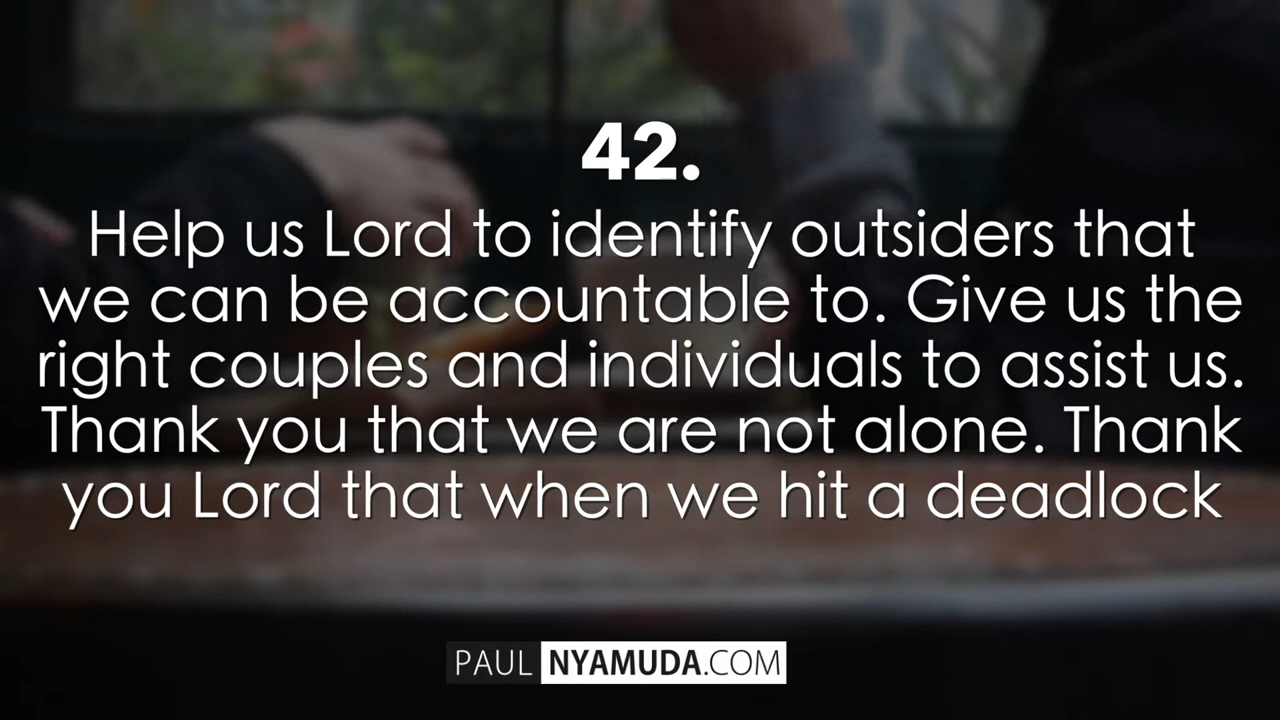 42.
Help us Lord to identify outsiders that
we can be accountable to. Give us the
right couples and individuals to assist us.
Thank you that we are not alone. Thank
you Lord that when we hit a deadlock
PAUL NYAMUDA.COM